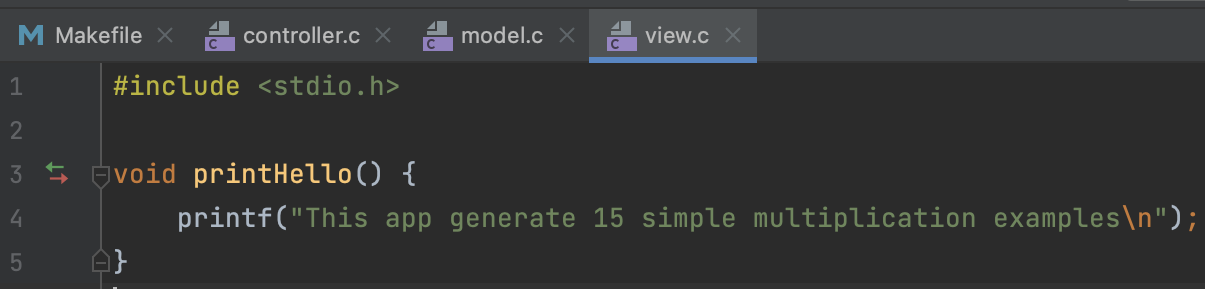 Makefile controller.c model.c view.c
1 #include <stdio.h>
2
3 void printHello() {
4 printf("This app generate 15 simple multiplication examples\n");
5 }